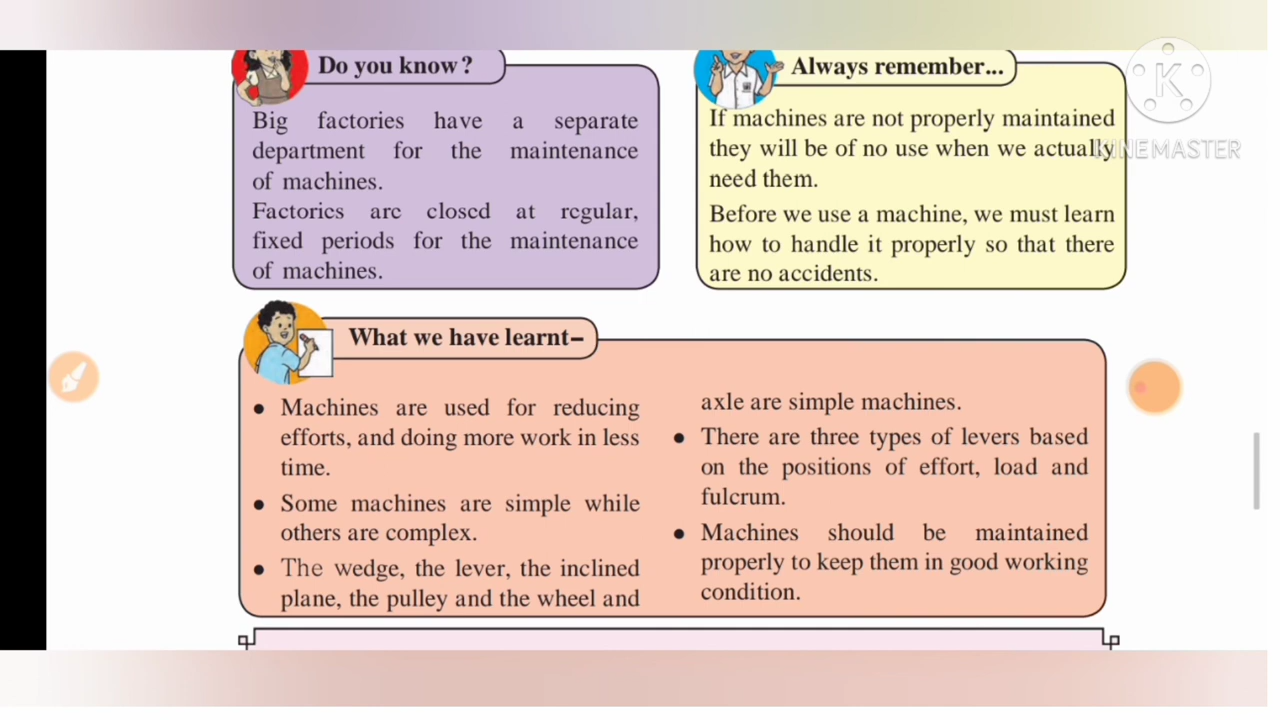 Do you know?
Big factories have a separate
department for the maintenance
of machines.
Factories are closed at regular,
fixed periods for the maintenance
of machines.
Always remember...
If machines are not properly maintained
they will be of no use when we actually
need them.
Before we use a machine, we must learn
how to handle it properly so that there
are no accidents.
K
KINEMASTER
What we have learnt–
• Machines are used for reducing
efforts, and doing more work in less
time.
• Some machines are simple while
others are complex.
• The wedge, the lever, the inclined
plane, the pulley and the wheel and
axle are simple machines.
• There are three types of levers based
on the positions of effort, load and
fulcrum.
• Machines should be maintained
properly to keep them in good working
condition.